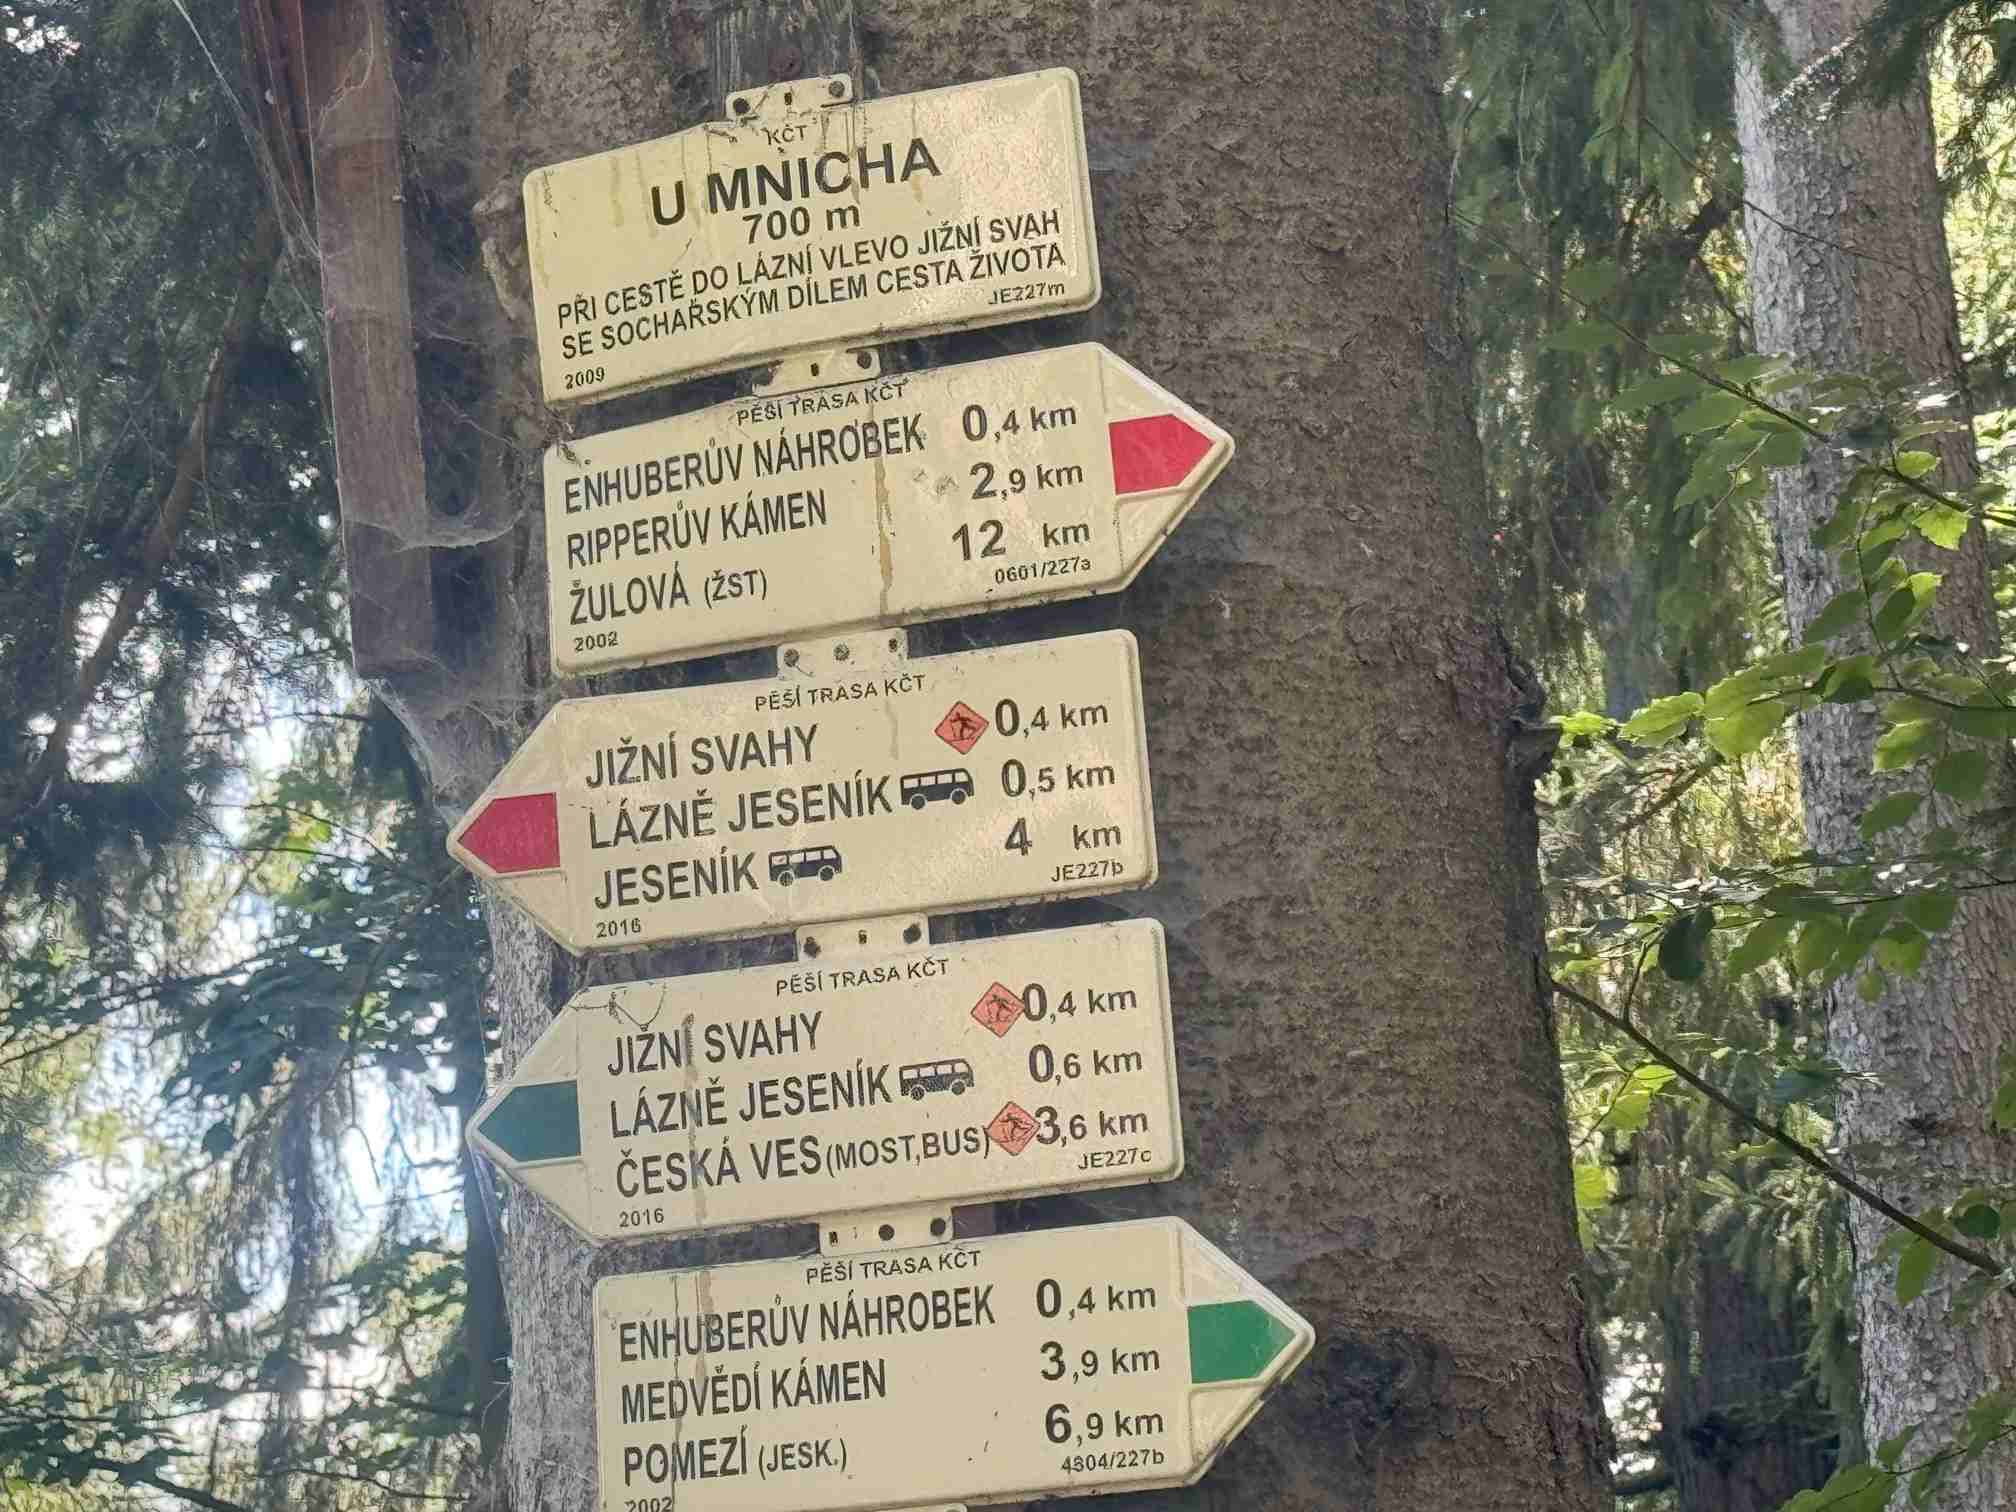 KČT
U MNICHA
700 m
PŘI CESTĚ DO LÁZNÍ VLEVO JIŽNÍ SVAH
SE SOCHAŘSKÝM DÍLEM CESTA ŽIVOTA
JE227m
2009
PĚŠÍ TRASA KČT
ENHUBERŮV NÁHROBEK 0,4 km
RIPPERŮV KÁMEN 2,9 km
ŽULOVÁ (ŽST) 12 km
0601/227a
2002
PĚŠÍ TRASA KČT
JIŽNÍ SVAHY 0,4 km
LÁZNĚ JESENÍK 0,5 km
JESENÍK 4 km
JE227b
2016
PĚŠÍ TRASA KČT
JIŽNÍ SVAHY 0,4 km
LÁZNĚ JESENÍK 0,6 km
ČESKÁ VES (MOST,BUS) 3,6 km
JE227c
2016
PĚŠÍ TRASA KČT
ENHUBERŮV NÁHROBEK 0,4 km
MEDVĚDÍ KÁMEN 3,9 km
POMEZÍ (JESK.) 6,9 km
4804/227b
2002